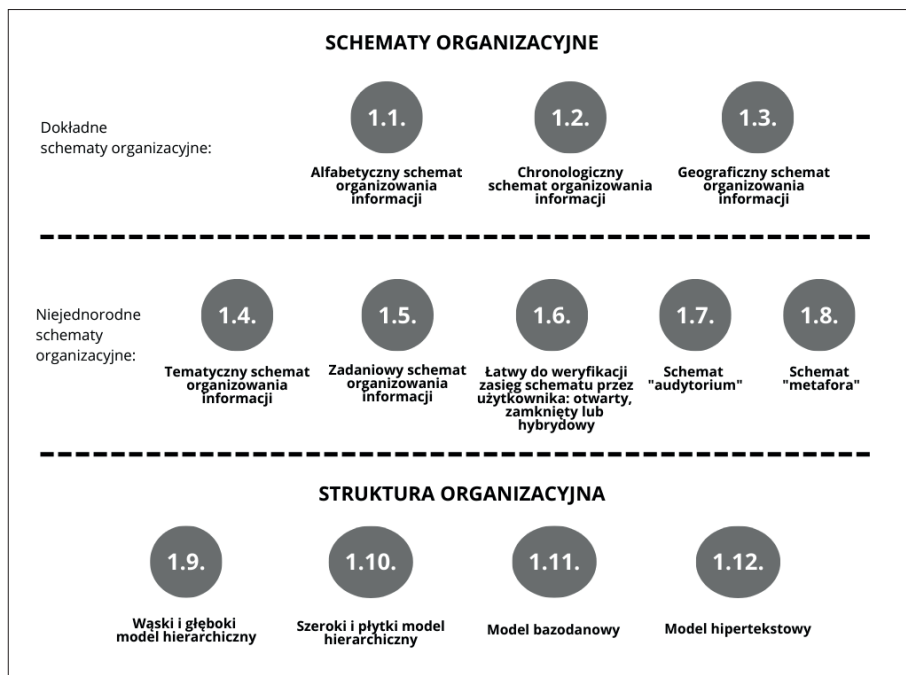 SCHEMATY ORGANIZACYJNE
Dokładne
schematy organizacyjne:
1.1.
1.2.
1.3.
Alfabetyczny schemat
organizowania
informacji
Chronologiczny
schemat organizowania
informacji
Geograficzny schemat
organizowania
informacji
Niejednorodne
schematy
organizacyjne:
1.4.
1.5.
1.6.
1.7.
1.8.
Tematyczny schemat
organizowania
informacji
Zadaniowy schemat
organizowania
informacji
Łatwy do weryfikacji
zasięg schematu przez
użytkownika: otwarty,
zamknięty lub
hybrydowy
Schemat
"audytorium"
Schemat
"metafora"
STRUKTURA ORGANIZACYJNA
1.9.
1.10.
1.11.
1.12.
Wąski i głęboki
model hierarchiczny
Szeroki i płytki model
hierarchiczny
Model bazodanowy
Model hipertekstowy